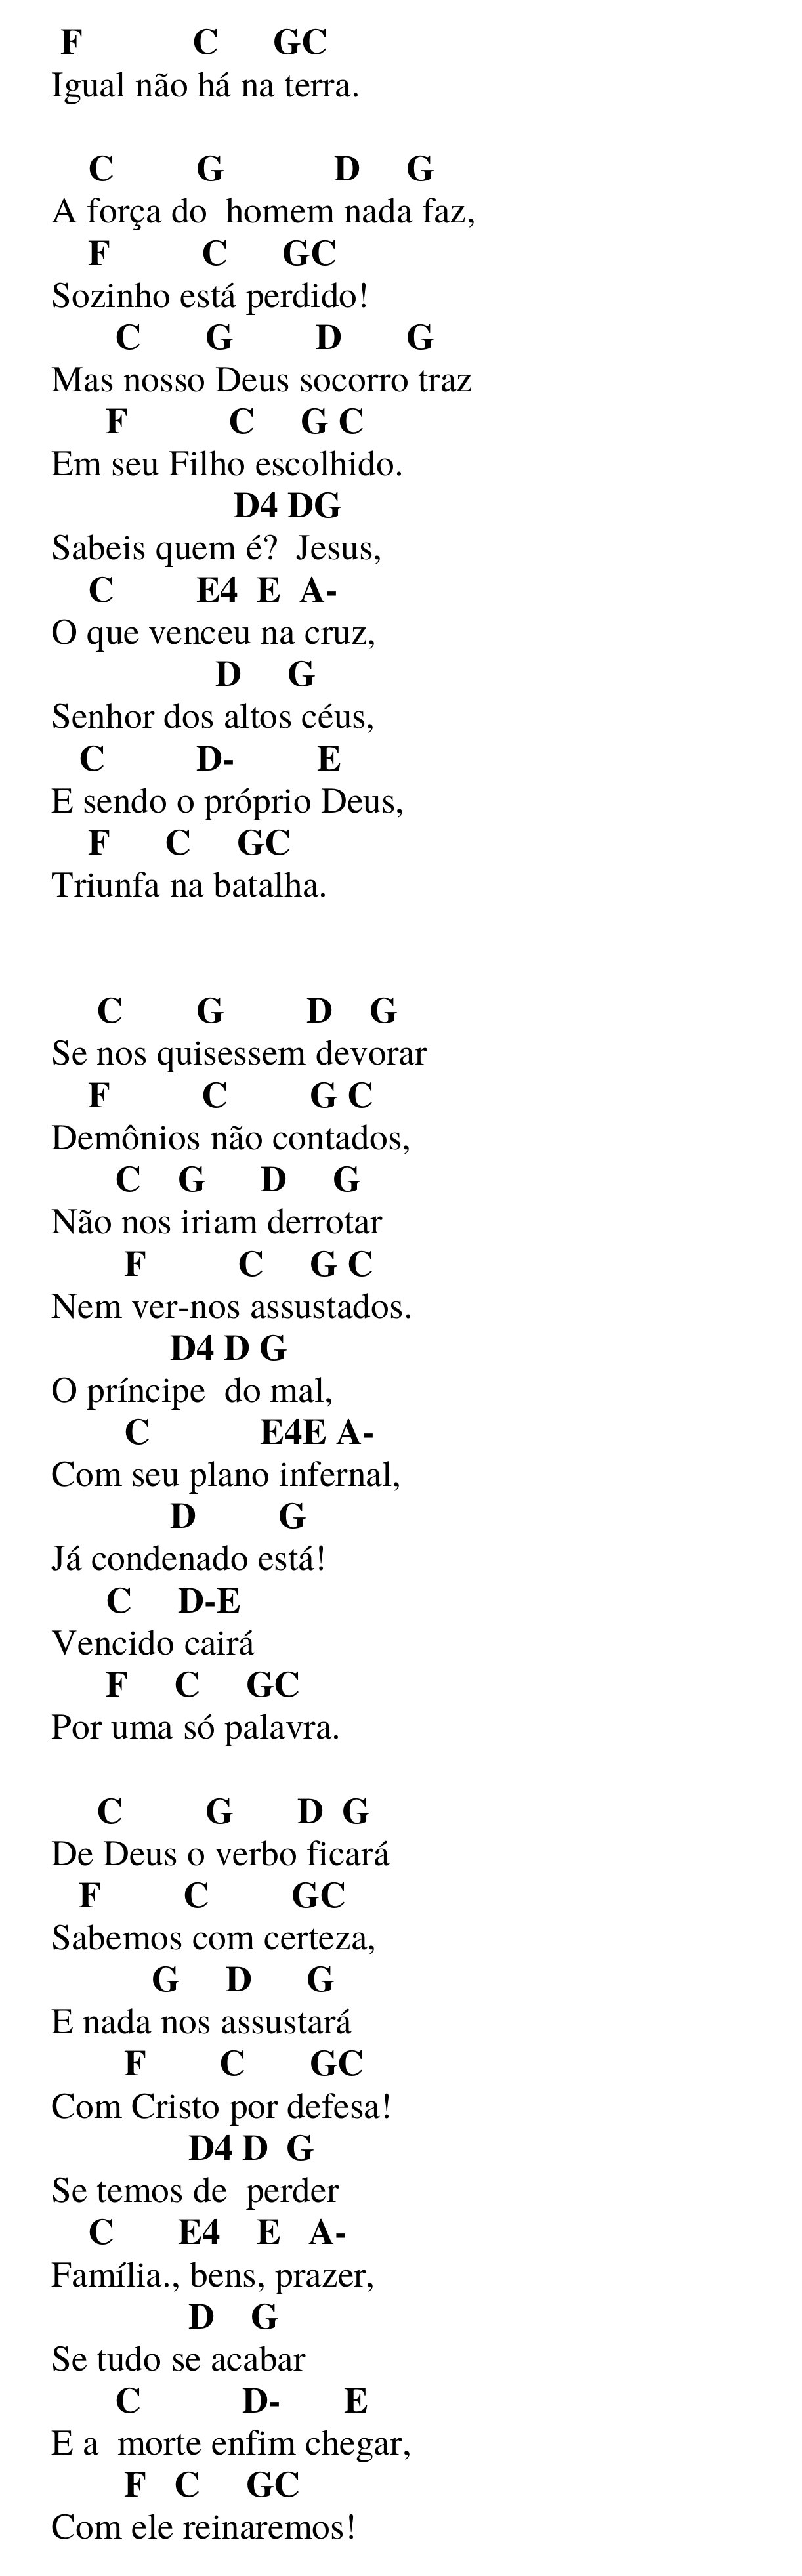 F C GC
Igual não há na terra.
C G D G
A força do homem nada faz,
F C GC
Sozinho está perdido!
C G D G
Mas nosso Deus socorro traz
F C G C
Em seu Filho escolhido.
D4 DG
Sabeis quem é? Jesus,
C E4 E A-
O que venceu na cruz,
D G
Senhor dos altos céus,
C D- E
E sendo o próprio Deus,
F C GC
Triunfa na batalha.
C G D G
Se nos quisessem devorar
F C G C
Demônios não contados,
C G D G
Não nos iriam derrotar
F C G C
Nem ver-nos assustados.
D4 D G
O príncipe do mal,
C E4E A-
Com seu plano infernal,
D G
Já condenado está!
C D-E
Vencido cairá
F C GC
Por uma só palavra.
C G D G
De Deus o verbo ficará
F C GC
Sabemos com certeza,
G D G
E nada nos assustará
F C GC
Com Cristo por defesa!
D4 D G
Se temos de perder
C E4 E A-
Família., bens, prazer,
D G
Se tudo se acabar
C D- E
E a morte enfim chegar,
F C GC
Com ele reinaremos!